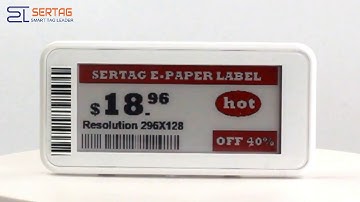 SERTAG
SMART TAG LEADER
SERTAG E-PAPER LABEL
$18.96
hot
Resolution 296X128
OFF 40%